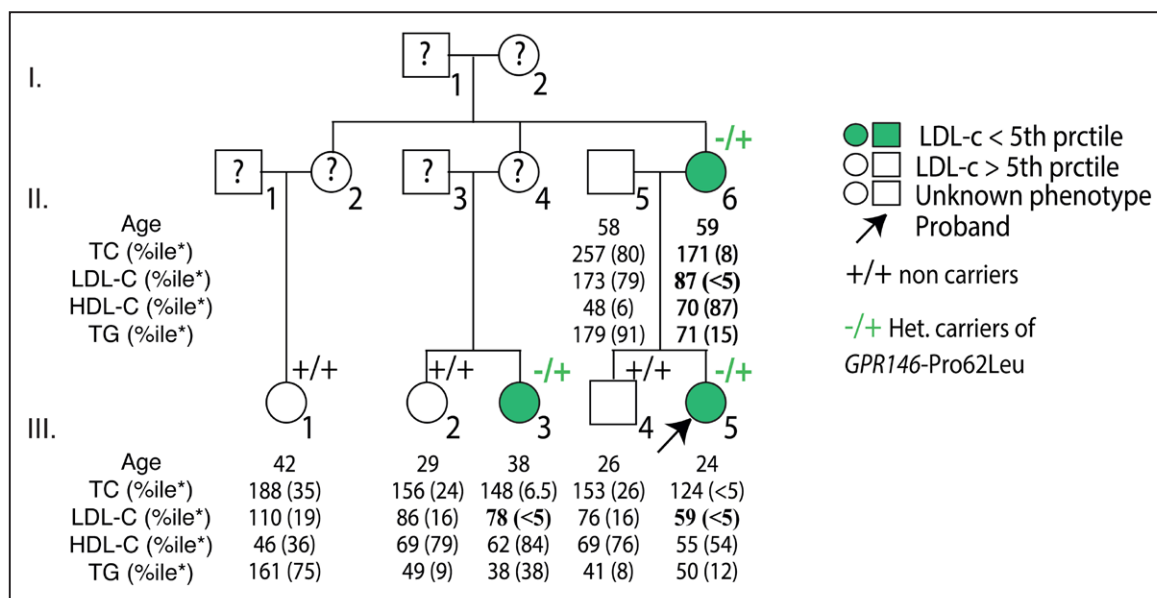 I.
? 1 ? 2
-/+
II.
? 1 ? 2 ? 3 ? 4 5 6
Age 58 59
TC (%ile*) 257 (80) 171 (8)
LDL-C (%ile*) 173 (79) 87 (<5)
HDL-C (%ile*) 48 (6) 70 (87)
TG (%ile*) 179 (91) 71 (15)
+/+ +/+ -/+ +/+ -/+
III.
1 2 3 4 5
Age 42 29 38 26 24
TC (%ile*) 188 (35) 156 (24) 148 (6.5) 153 (26) 124 (<5)
LDL-C (%ile*) 110 (19) 86 (16) 78 (<5) 76 (16) 59 (<5)
HDL-C (%ile*) 46 (36) 69 (79) 62 (84) 69 (76) 55 (54)
TG (%ile*) 161 (75) 49 (9) 38 (38) 41 (8) 50 (12)
LDL-c < 5th prctile
LDL-c > 5th prctile
Unknown phenotype
Proband
+/+ non carriers
-/+ Het. carriers of
GPR146-Pro62Leu